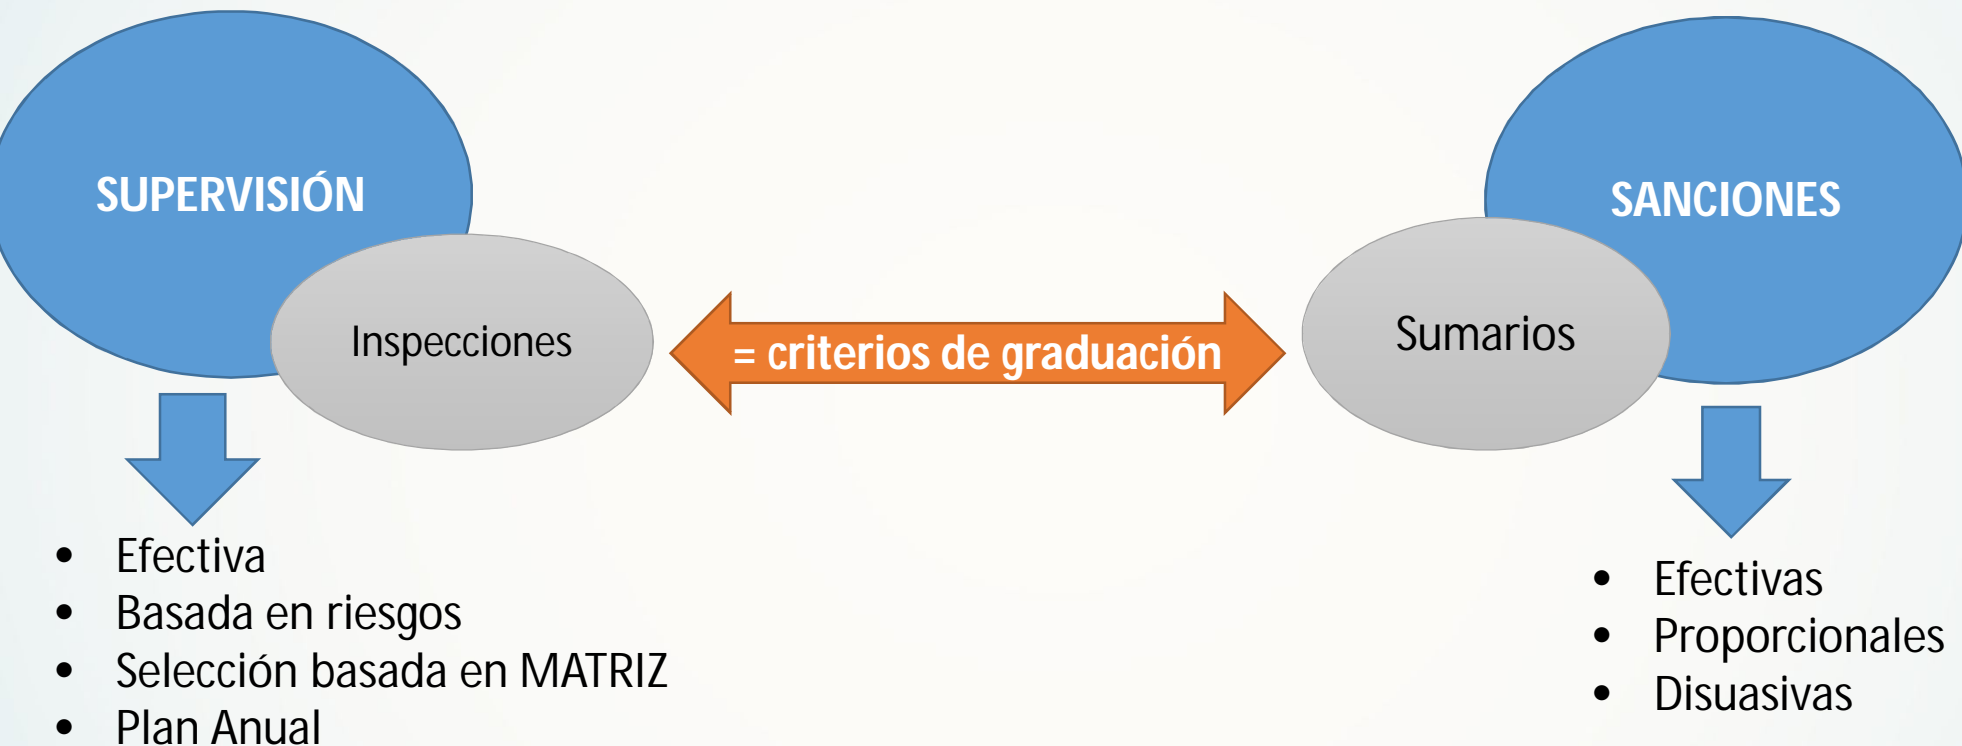 SUPERVISIÓN
Inspecciones
= criterios de graduación
SANCIONES
Sumarios
• Efectiva
• Basada en riesgos
• Selección basada en MATRIZ
• Plan Anual
• Efectivas
• Proporcionales
• Disuasivas